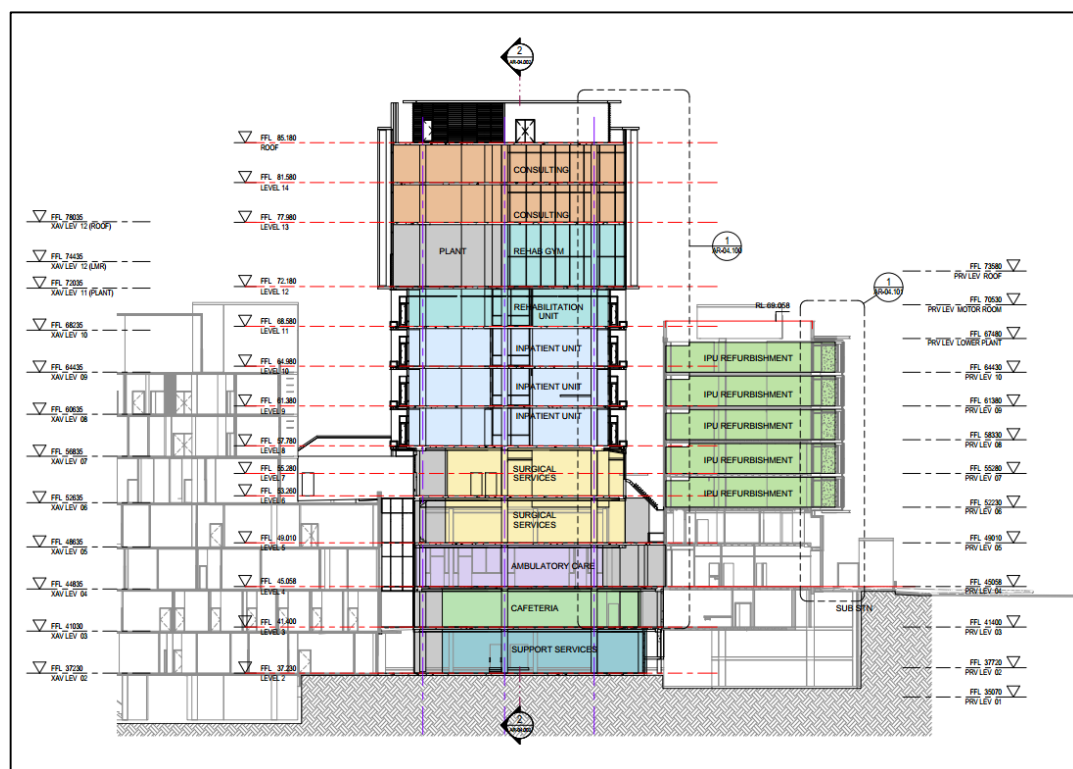 2
AR-04.002
FFL 85.180
ROOF
FFL 81.580
LEVEL 14
FFL 77.980
LEVEL 13
FFL 72.180
LEVEL 12
FFL 68.580
LEVEL 11
FFL 64.980
LEVEL 10
FFL 61.380
LEVEL 9
FFL 57.780
LEVEL 8
FFL 55.280
LEVEL 7
FFL 53.260
LEVEL 6
FFL 49.010
LEVEL 5
FFL 45.058
LEVEL 4
FFL 41.400
LEVEL 3
FFL 37.230
LEVEL 2
FFL 78035
XAV LEV 12 (ROOF)
FFL 74435
XAV LEV 12 (LMR)
FFL 72035
XAV LEV 11 (PLANT)
FFL 68235
XAV LEV 10
FFL 64435
XAV LEV 09
FFL 60635
XAV LEV 08
FFL 56835
XAV LEV 07
FFL 52635
XAV LEV 06
FFL 48635
XAV LEV 05
FFL 44835
XAV LEV 04
FFL 41030
XAV LEV 03
FFL 37230
XAV LEV 02
CONSULTING
CONSULTING
PLANT
REHAB GYM
REHABILITATION
UNIT
INPATIENT UNIT
INPATIENT UNIT
INPATIENT UNIT
SURGICAL
SERVICES
SURGICAL
SERVICES
AMBULATORY CARE
CAFETERIA
SUPPORT SERVICES
1
AR-04.100
1
AR-04.101
RL 69.058
IPU REFURBISHMENT
IPU REFURBISHMENT
IPU REFURBISHMENT
IPU REFURBISHMENT
IPU REFURBISHMENT
SUB STN
FFL 73580
PRV LEV ROOF
FFL 70530
PRV LEV MOTOR ROOM
FFL 67480
PRV LEV LOWER PLANT
FFL 64430
PRV LEV 10
FFL 61380
PRV LEV 09
FFL 58330
PRV LEV 08
FFL 55280
PRV LEV 07
FFL 52230
PRV LEV 06
FFL 49010
PRV LEV 05
FFL 45058
PRV LEV 04
FFL 41400
PRV LEV 03
FFL 37720
PRV LEV 02
FFL 35070
PRV LEV 01
2
AR-04.002